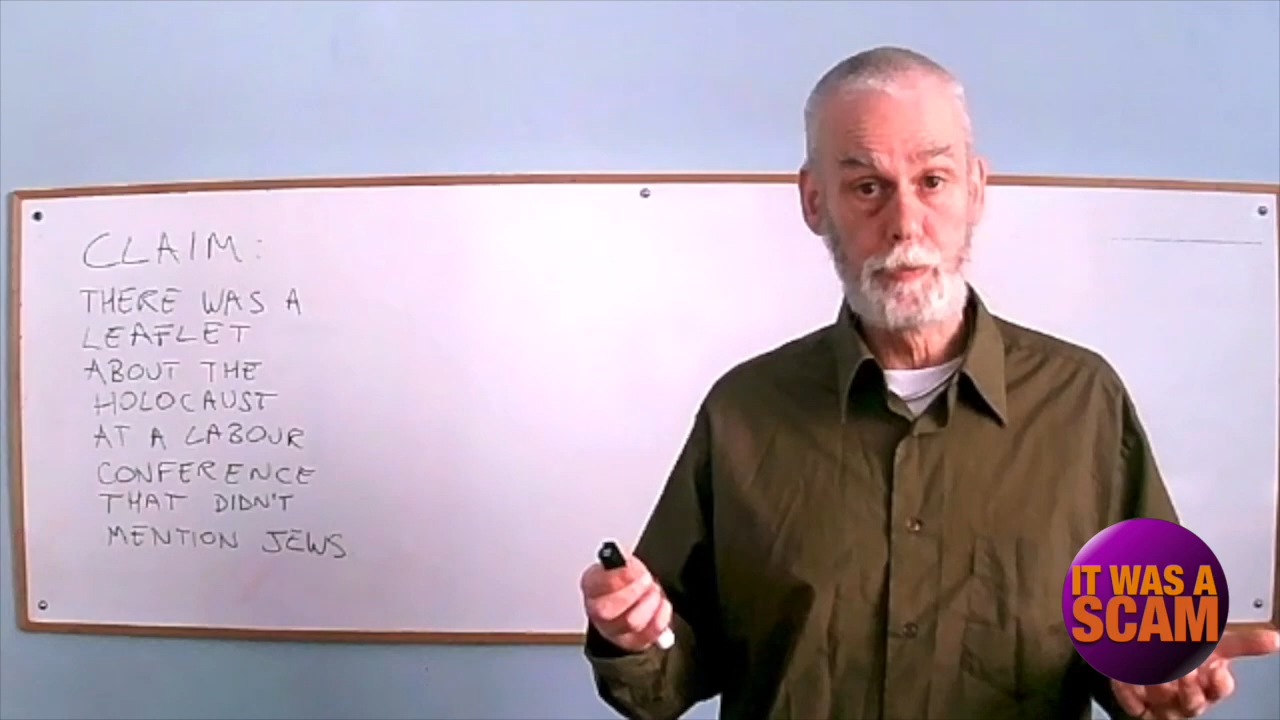 CLAIM:
THERE WAS A
LEAFLET
ABOUT THE
HOLOCAUST
AT A LABOUR
CONFERENCE
THAT DIDN'T
MENTION JEWS
IT WAS A
SCAM